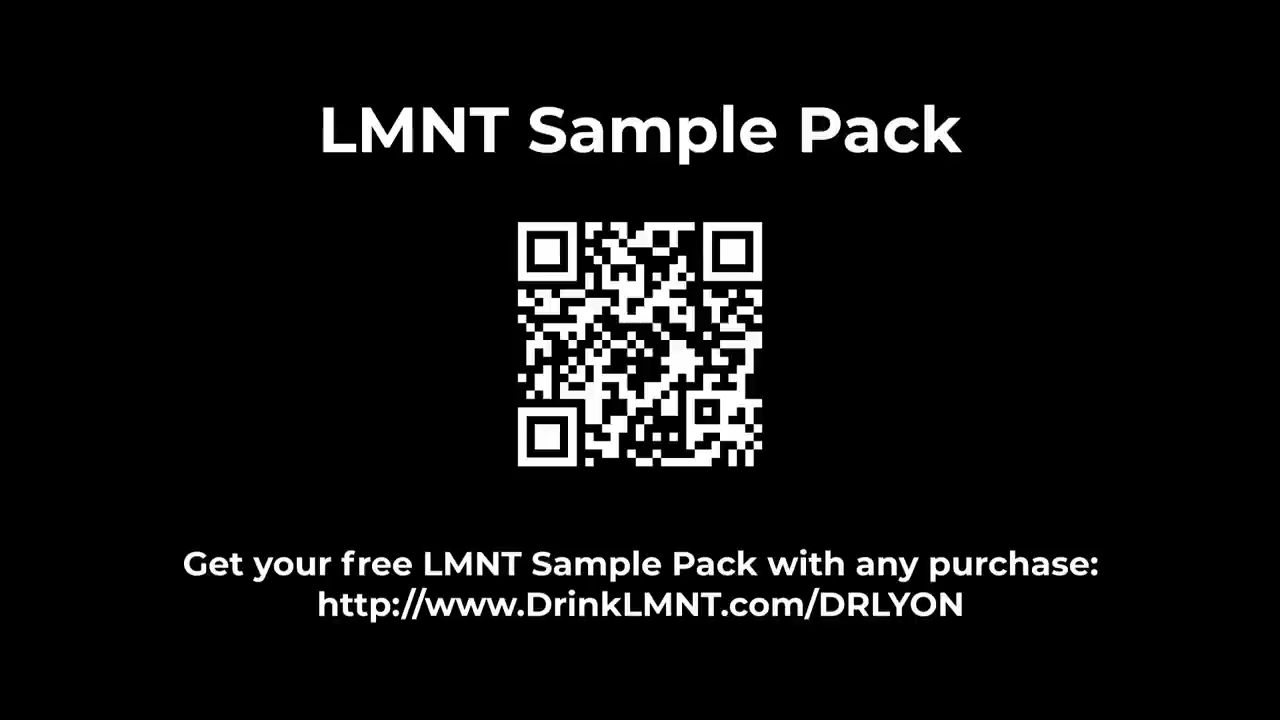 LMNT Sample Pack
Get your free LMNT Sample Pack with any purchase:
http://www.DrinkLMNT.com/DRLYON